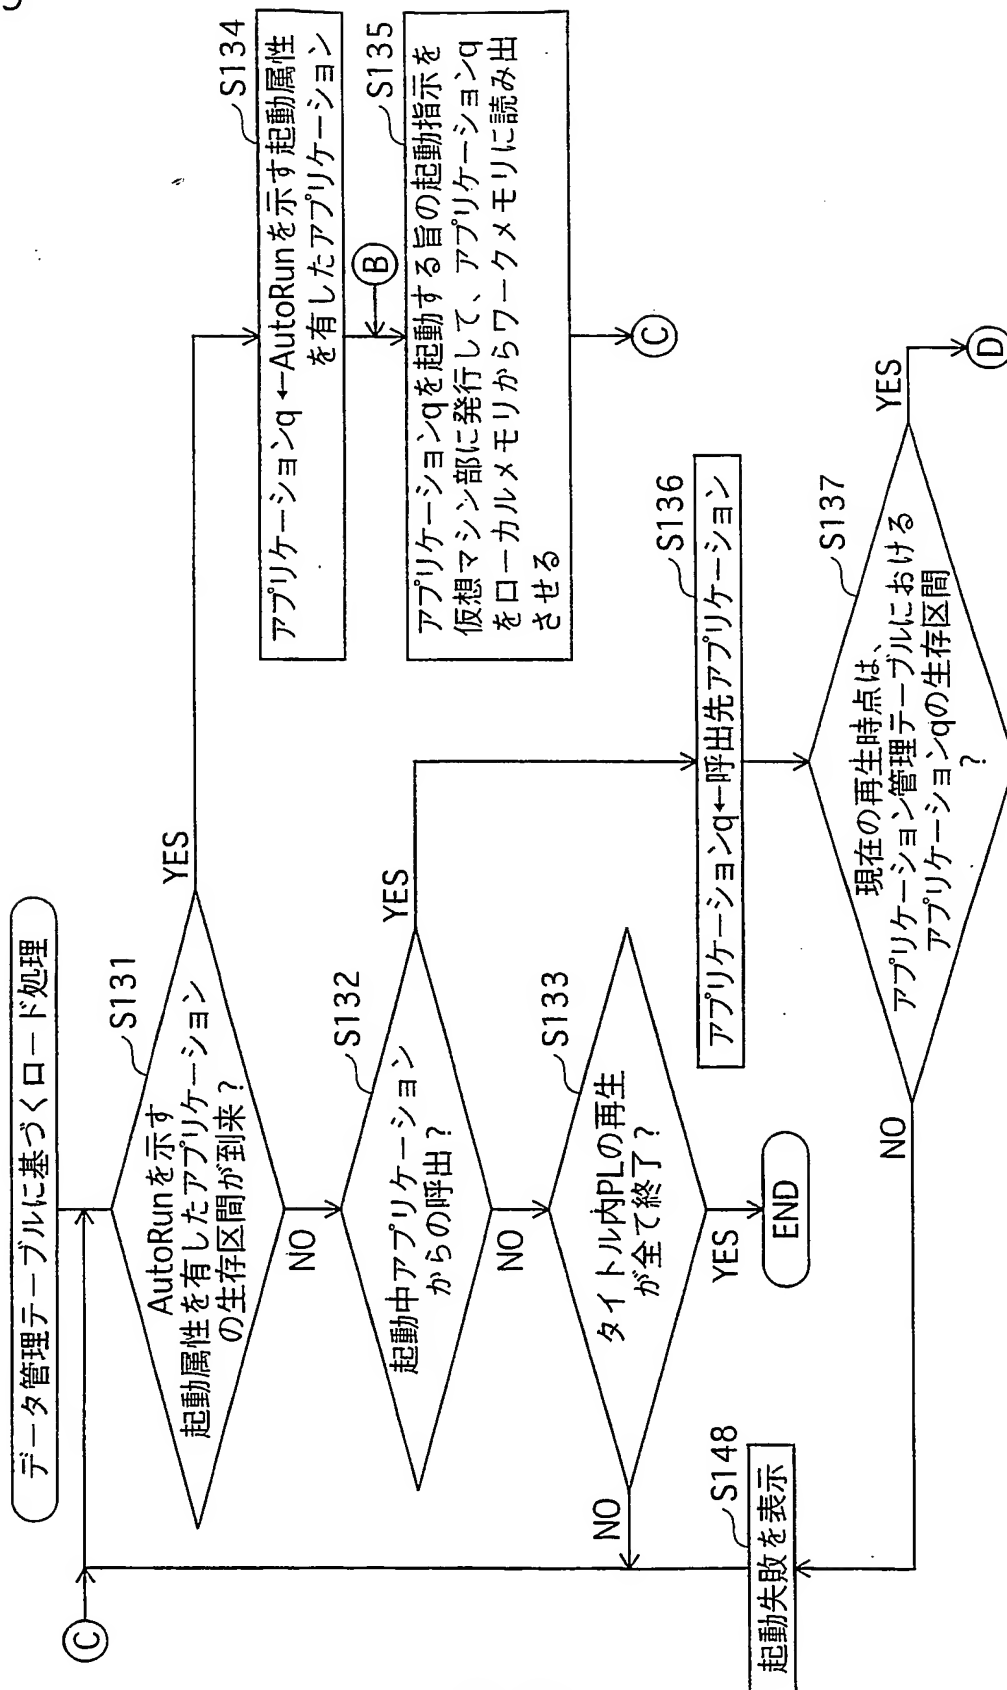 データ管理テーブルに基づくロード処理
S131
AutoRunを示す
起動属性を有したアプリケーション
の生存区間が到来?
YES
NO
S132
起動中アプリケーション
からの呼出?
YES
NO
S133
タイトル内PLの再生
が全て終了?
NO
YES
END
S134
アプリケーションq←AutoRunを示す起動属性
を有したアプリケーション
B
S135
アプリケーションqを起動する旨の起動指示を
仮想マシン部に発行して、アプリケーションq
をローカルメモリからワークメモリに読み出
させる
C
S136
アプリケーションq←呼出先アプリケーション
S137
現在の再生時点は、
アプリケーション管理テーブルにおける
アプリケーションqの生存区間
?
YES
D
NO
S148
起動失敗を表示
C